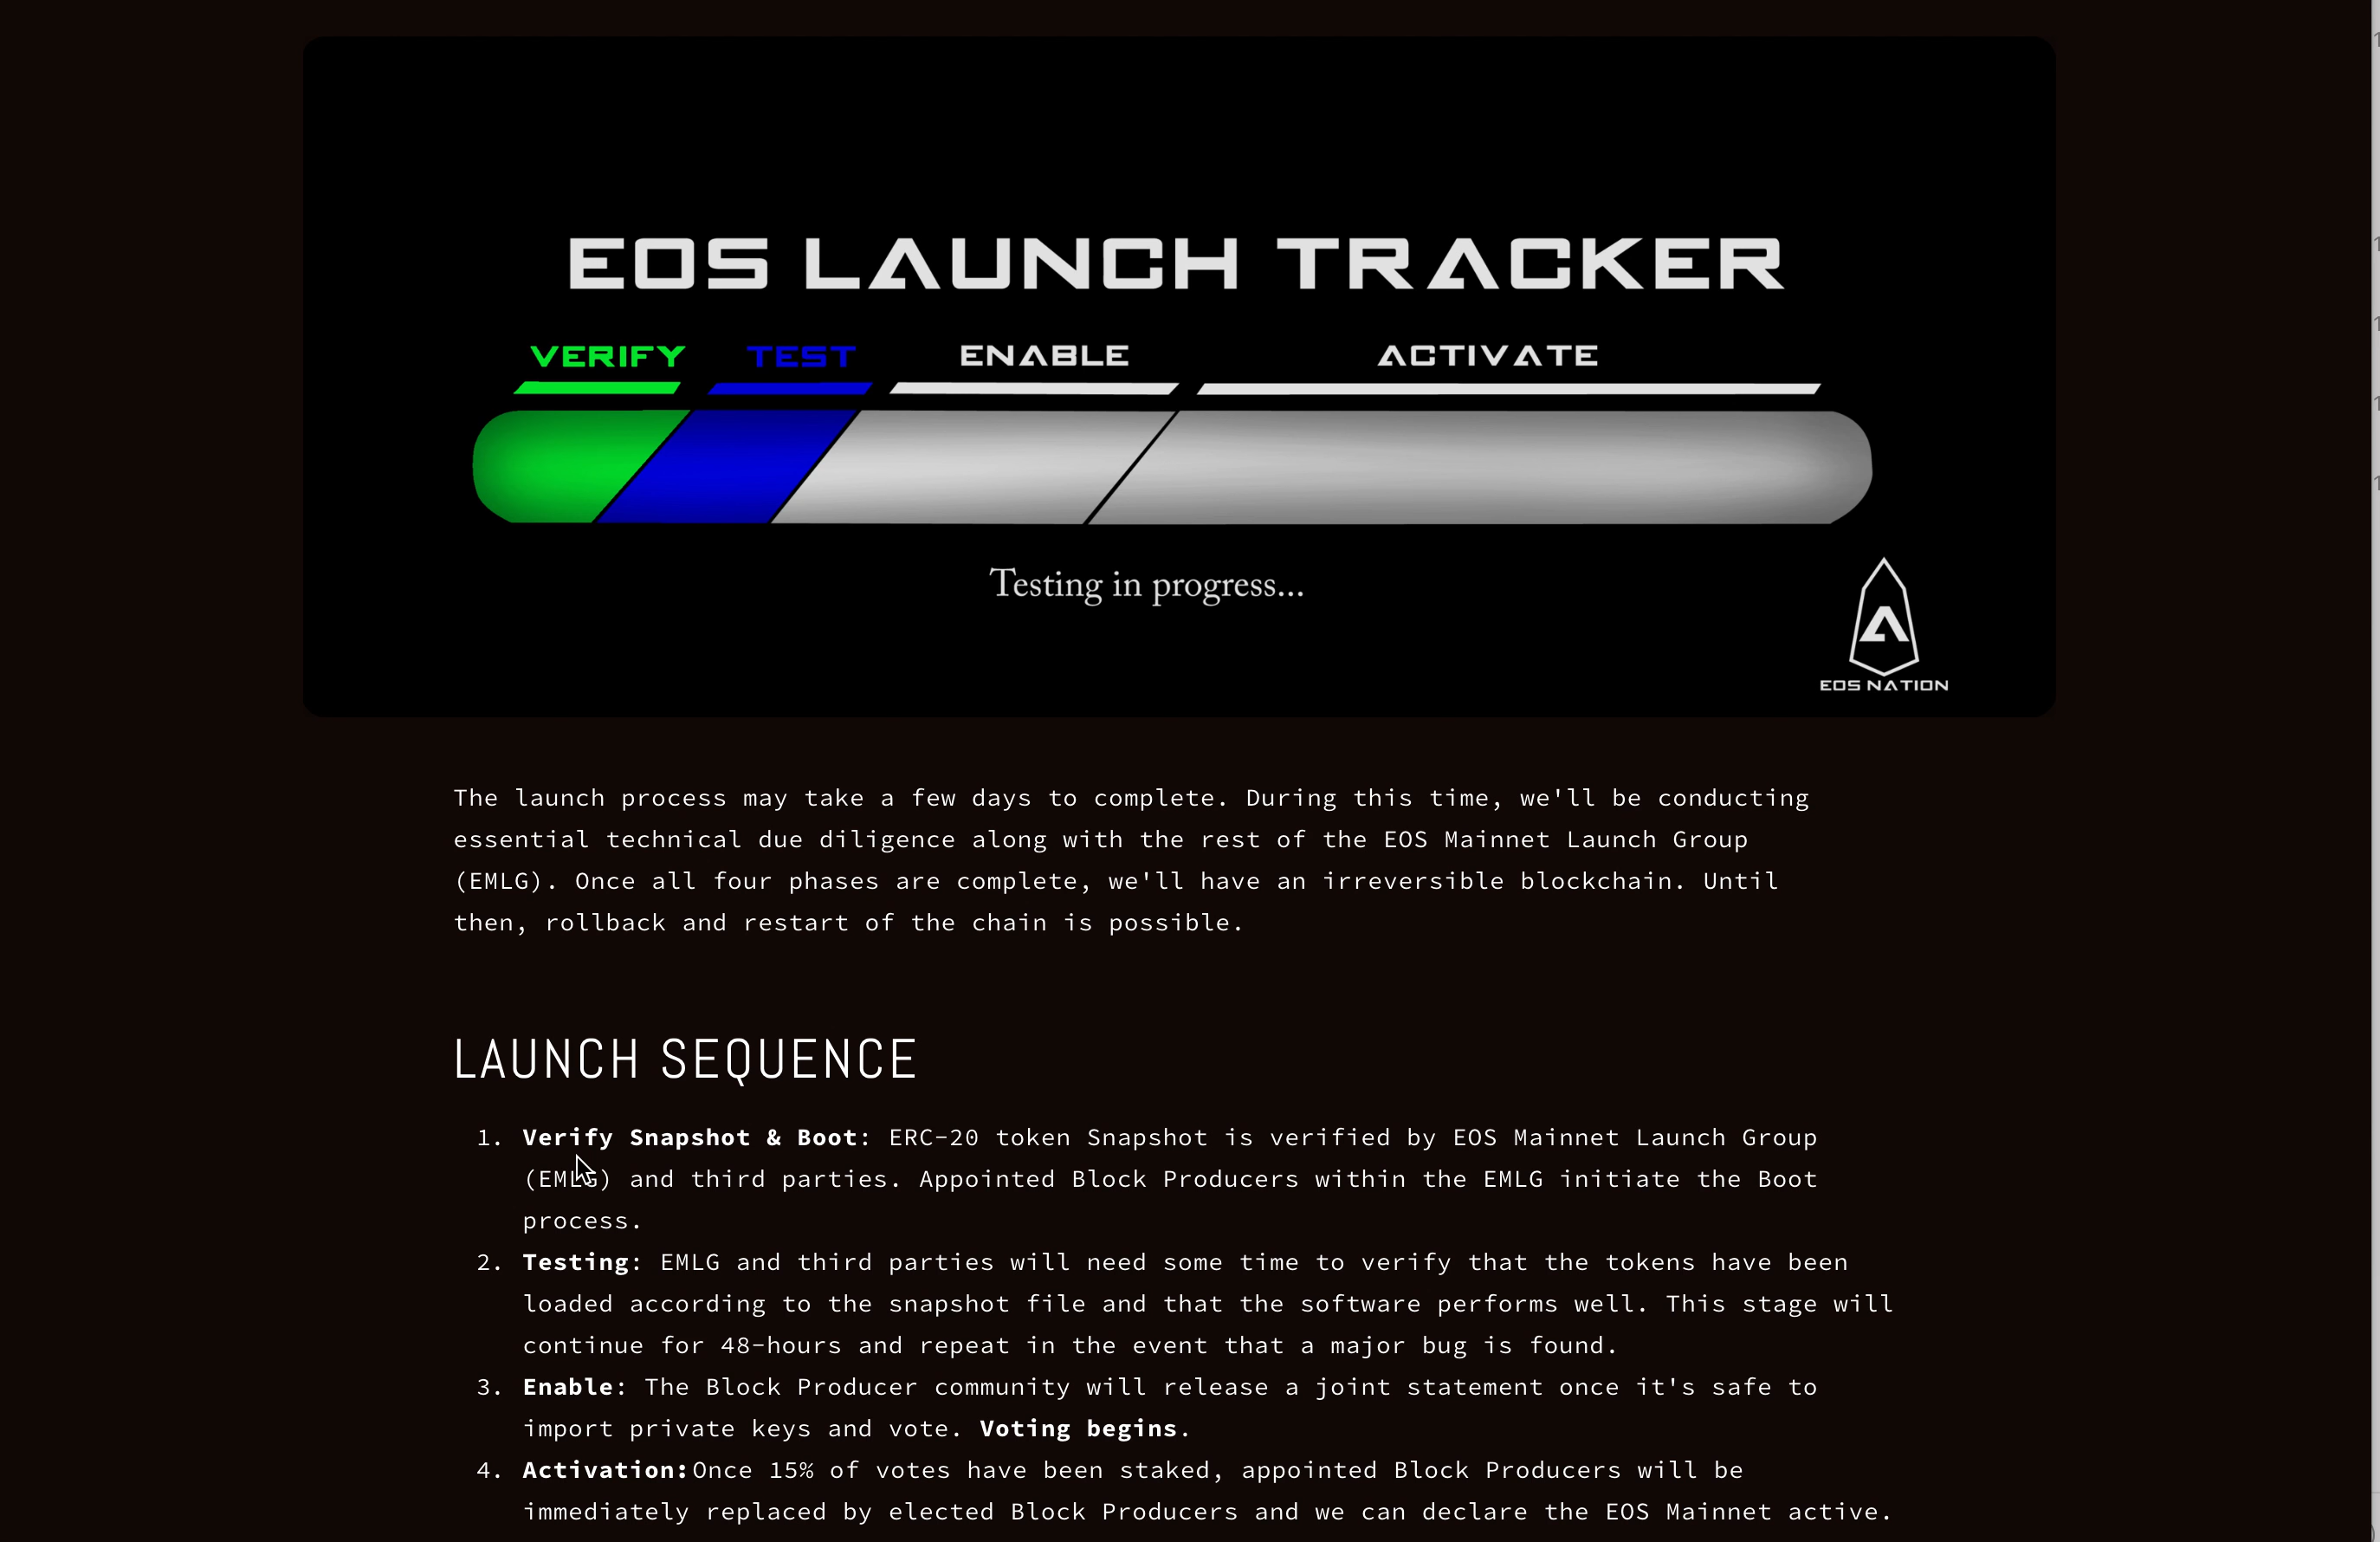 EOS LAUNCH TRACKER
VERIFY TEST ENABLE ACTIVATE
Testing in progress...
EOS NATION
The launch process may take a few days to complete. During this time, we'll be conducting
essential technical due diligence along with the rest of the EOS Mainnet Launch Group
(EMLG). Once all four phases are complete, we'll have an irreversible blockchain. Until
then, rollback and restart of the chain is possible.
LAUNCH SEQUENCE
1. Verify Snapshot & Boot: ERC-20 token Snapshot is verified by EOS Mainnet Launch Group
(EMLG) and third parties. Appointed Block Producers within the EMLG initiate the Boot
process.
2. Testing: EMLG and third parties will need some time to verify that the tokens have been
loaded according to the snapshot file and that the software performs well. This stage will
continue for 48-hours and repeat in the event that a major bug is found.
3. Enable: The Block Producer community will release a joint statement once it's safe to
import private keys and vote. Voting begins.
4. Activation:Once 15% of votes have been staked, appointed Block Producers will be
immediately replaced by elected Block Producers and we can declare the EOS Mainnet active.